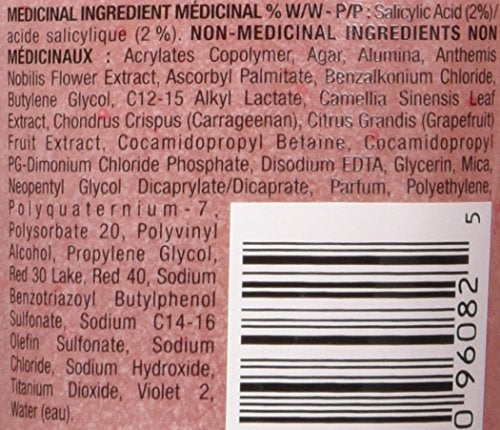 MEDICINAL INGREDIENT MÉDICINAL % W/W - P/P : Salicylic Acid (2%)/
acide salicylique (2 %). NON-MEDICINAL INGREDIENTS NON
MÉDICINAUX : Acrylates Copolymer, Agar, Alumina, Anthemis
Nobilis Flower Extract, Ascorbyl Palmitate, Benzalkonium Chloride,
Butylene Glycol, C12-15 Alkyl Lactate, Camellia Sinensis Leaf
Extract, Chondrus Crispus (Carrageenan), Citrus Grandis (Grapefruit)
Fruit Extract, Cocamidopropyl Betaine, Cocamidopropyl
PG-Dimonium Chloride Phosphate, Disodium EDTA, Glycerin, Mica,
Neopentyl Glycol Dicaprylate/Dicaprate, Parfum, Polyethylene,
Polyquaternium-7,
Polysorbate 20, Polyvinyl
Alcohol, Propylene Glycol,
Red 30 Lake, Red 40, Sodium
Benzotriazoyl Butylphenol
Sulfonate, Sodium C14-16
Olefin Sulfonate, Sodium
Chloride, Sodium Hydroxide,
Titanium Dioxide, Violet 2,
Water (eau).
0 96082 5